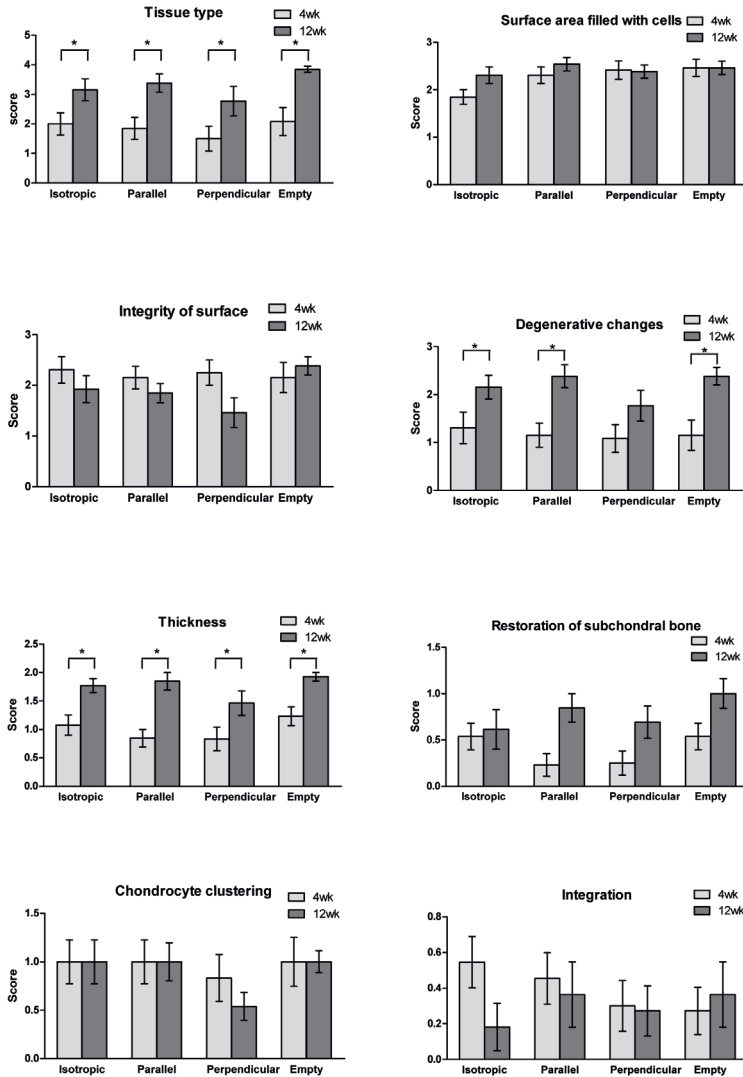 Tissue type
4wk
12wk
*
*
*
*
5
4
3
2
1
0
score
Isotropic Parallel Perpendicular Empty
Surface area filled with cells
4wk
12wk
3
2
1
0
Score
Isotropic Parallel Perpendicular Empty
Integrity of surface
4wk
12wk
3
2
1
0
Score
Isotropic Parallel Perpendicular Empty
Degenerative changes
4wk
12wk
*
*
*
3
2
1
0
Score
Isotropic Parallel Perpendicular Empty
Thickness
4wk
12wk
*
*
*
*
2.5
2.0
1.5
1.0
0.5
0.0
Score
Isotropic Parallel Perpendicular Empty
Restoration of subchondral bone
4wk
12wk
1.5
1.0
0.5
0.0
Score
Isotropic Parallel Perpendicular Empty
Chondrocyte clustering
4wk
12wk
1.5
1.0
0.5
0.0
Score
Isotropic Parallel Perpendicular Empty
Integration
4wk
12wk
0.8
0.6
0.4
0.2
0.0
Score
Isotropic Parallel Perpendicular Empty